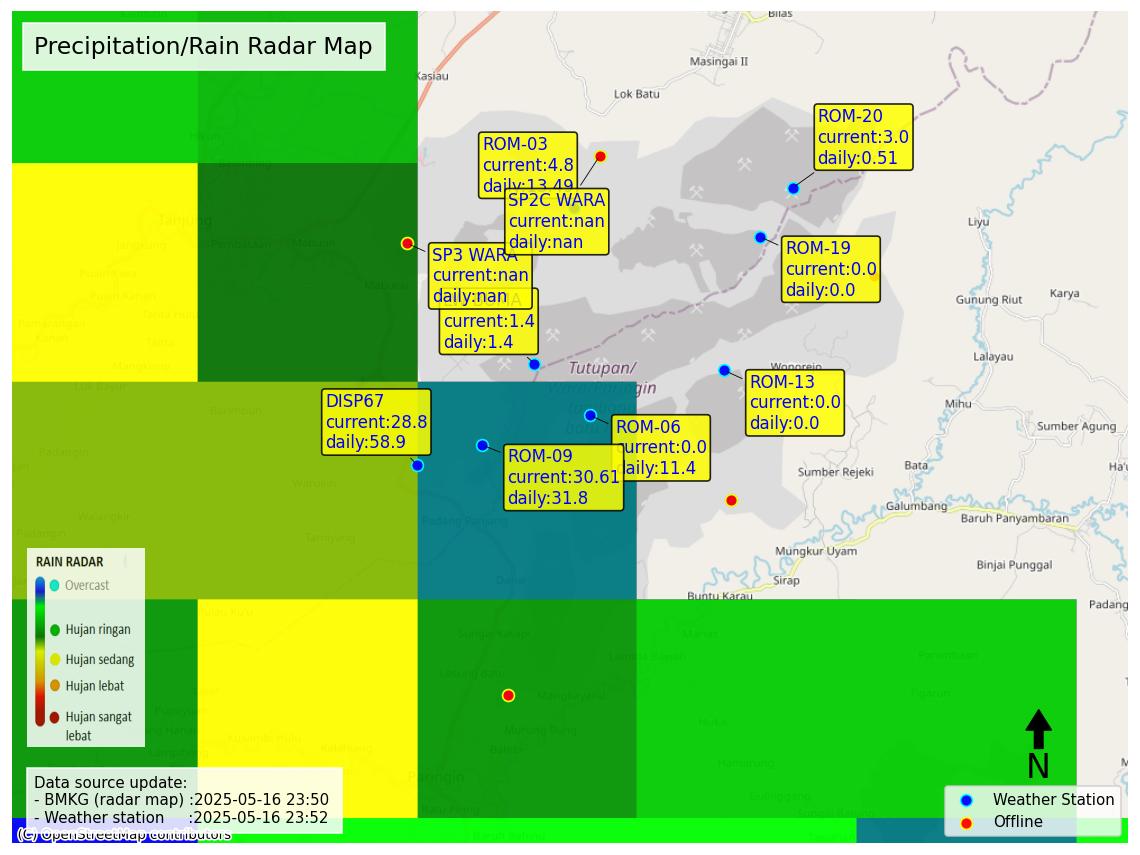 Precipitation/Rain Radar Map
Bilas
Masingai II
Kasiau
Lok Batu
ROM-20
current:3.0
daily:0.51
ROM-03
current:4.8
daily:13.49
SP2C WARA
current:nan
daily:nan
Tanjung
Liyu
ROM-19
current:0.0
daily:0.0
SP3 WARA
current:nan
daily:nan
current:1.4
daily:1.4
Gunung Riut
Karya
Lalayau
Tutupan/
Wonorejo
ROM-13
current:0.0
daily:0.0
DISP67
current:28.8
daily:58.9
ROM-06
current:0.0
daily:11.4
ROM-09
current:30.61
daily:31.8
Mihu
Sumber Agung
Bata
Sumber Rejeki
Galumbang
Baruh Panyambaran
Mungkur Uyam
Binjai Punggal
Sirap
Buntu Karau
Padang
RAIN RADAR
Overcast
Hujan ringan
Hujan sedang
Hujan lebat
Hujan sangat
lebat
Paringin
N
Data source update:
- BMKG (radar map) :2025-05-16 23:50
- Weather station :2025-05-16 23:52
Weather Station
Offline
(C) OpenStreetMap contributors